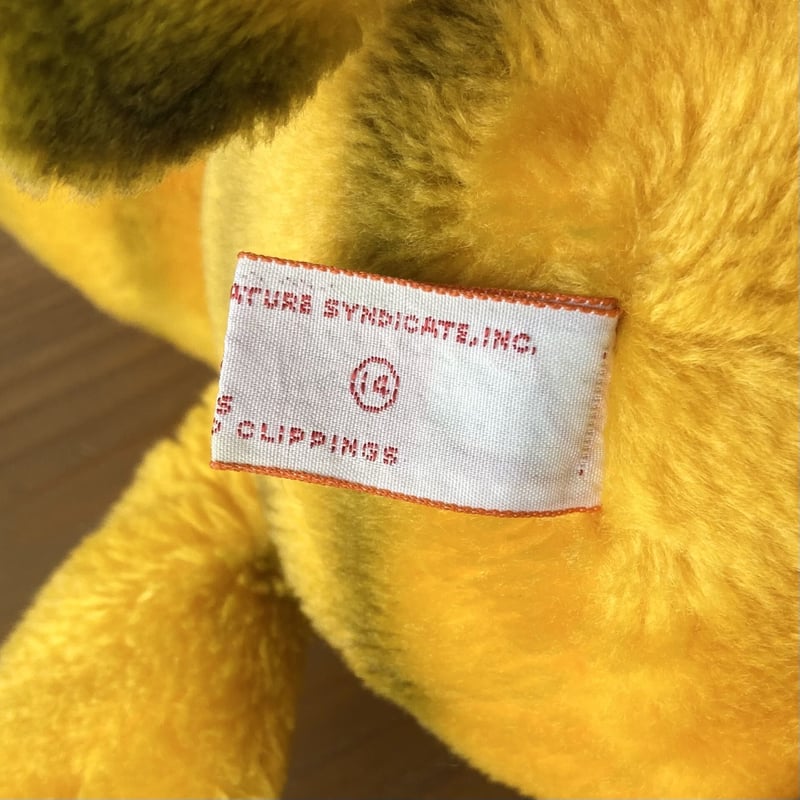 ATURE SYNDICATE, INC.
14
S
CLIPPINGS